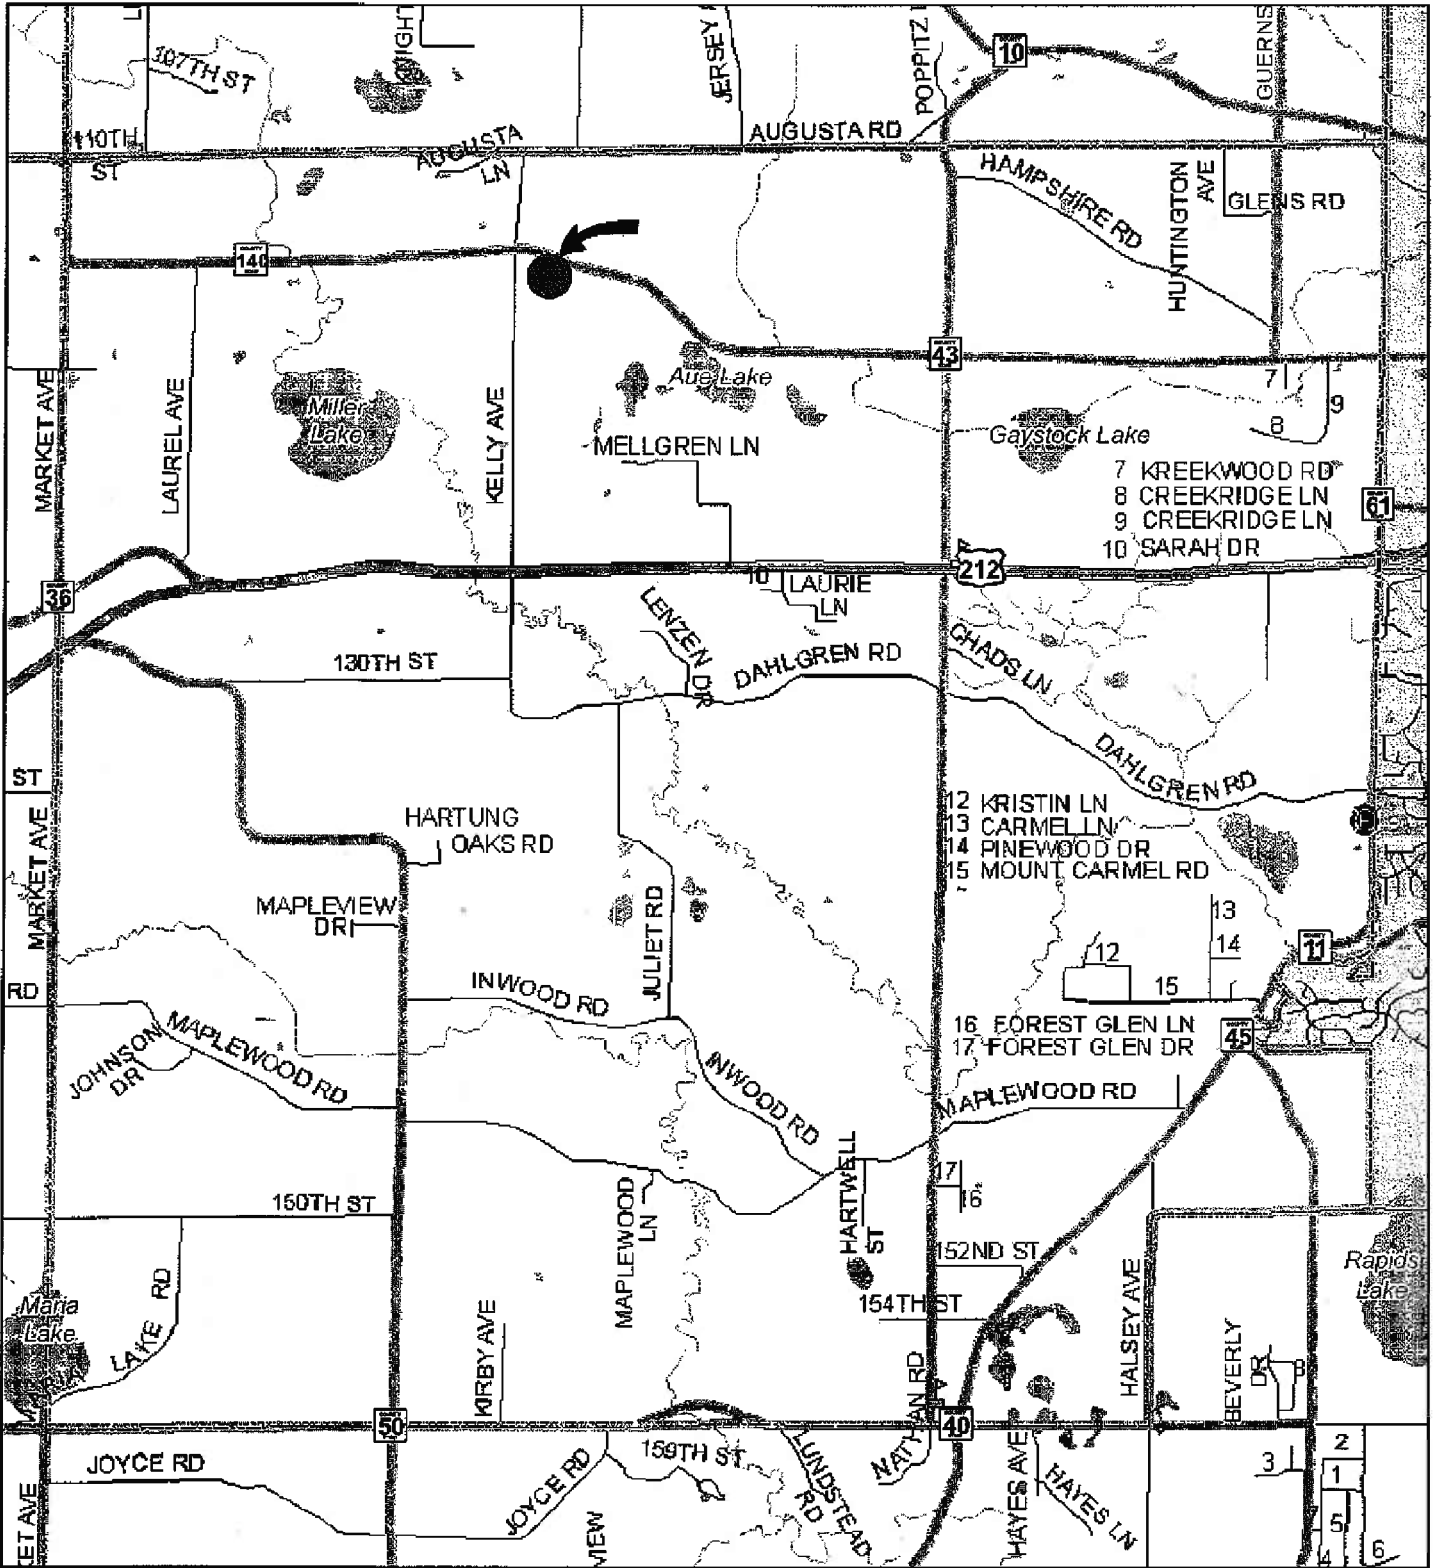 107TH ST
JERSEY
POPPITZ
10
GUERNS
110TH
ST
AUGUSTA
LN
AUGUSTA RD
HAMPSHIRE RD
HUNTINGTON
AVE
GLENS RD
COUNTY
140
43
Aue Lake
7
9
8
MARKET AVE
LAUREL AVE
Miller
Lake
KELLY AVE
MELLGREN LN
Gaystock Lake
7 KREEKWOOD RD
8 CREEKRIDGE LN
9 CREEKRIDGE LN
10 SARAH DR
61
212
36
10
LAURIE
LN
LENZEN DR
130TH ST
DAHLGREN RD
CHADS LN
DAHLGREN RD
ST
MARKET AVE
HARTUNG
OAKS RD
12 KRISTIN LN
13 CARMEL LN
14 PINEWOOD DR
15 MOUNT CARMEL RD
MAPLEVIEW
DR
JULIET RD
13
14
12
15
11
RD
INWOOD RD
16 FOREST GLEN LN
17 FOREST GLEN DR
45
JOHNSON
DR
MAPLEWOOD RD
INWOOD RD
MAPLEWOOD RD
HARTWELL
ST
17
16
150TH ST
MAPLEWOOD
LN
152ND ST
154TH ST
HALSEY AVE
Rapids
Lake
Maria
Lake
LAKE RD
KIRBY AVE
NATHAN RD
BEVERLY
DR
8
50
40
JOYCE RD
JOYCE RD
159TH ST
LUNDSTEAD
RD
HAYES AVE
HAYES LN
3
2
1
5
4
6
KET AVE
VIEW